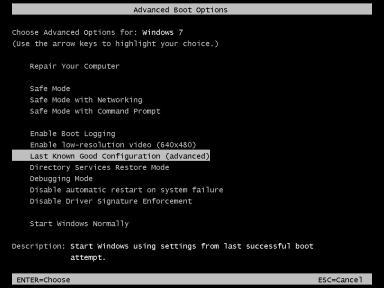 Advanced Boot Options
Choose Advanced Options for: Windows 7
(Use the arrow keys to highlight your choice.)
Repair Your Computer
Safe Mode
Safe Mode with Networking
Safe Mode with Command Prompt
Enable Boot Logging
Enable low-resolution video (640x480)
Last Known Good Configuration (advanced)
Directory Services Restore Mode
Debugging Mode
Disable automatic restart on system failure
Disable Driver Signature Enforcement
Start Windows Normally
Description: Start Windows using settings from last successful boot
attempt.
ENTER=Choose ESC=Cancel